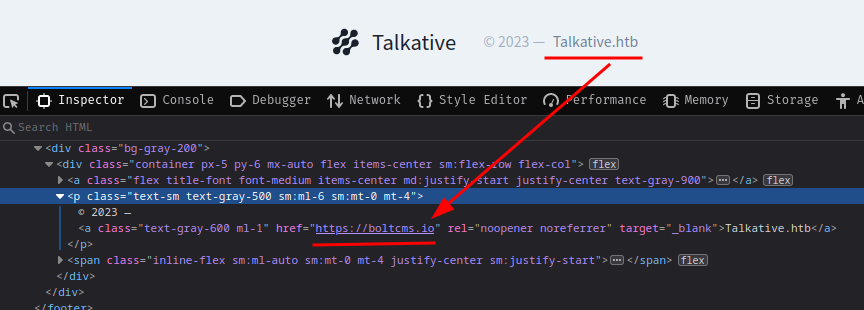 Talkative © 2023 — Talkative.htb
Inspector Console Debugger Network Style Editor Performance Memory Storage A
Search HTML
<div class="bg-gray-200">
<div class="container px-5 py-6 mx-auto flex items-center sm:flex-row flex-col"> flex
<a class="flex title-font font-medium items-center md:justify-start justify-center text-gray-900">…</a> flex
<p class="text-sm text-gray-500 sm:ml-6 sm:mt-0 mt-4">
© 2023 —
<a class="text-gray-600 ml-1" href="https://boltcms.io" rel="noopener noreferrer" target="_blank">Talkative.htb</a>
</p>
<span class="inline-flex sm:ml-auto sm:mt-0 mt-4 justify-center sm:justify-start">…</span> flex
</div>
</div>
</footer>